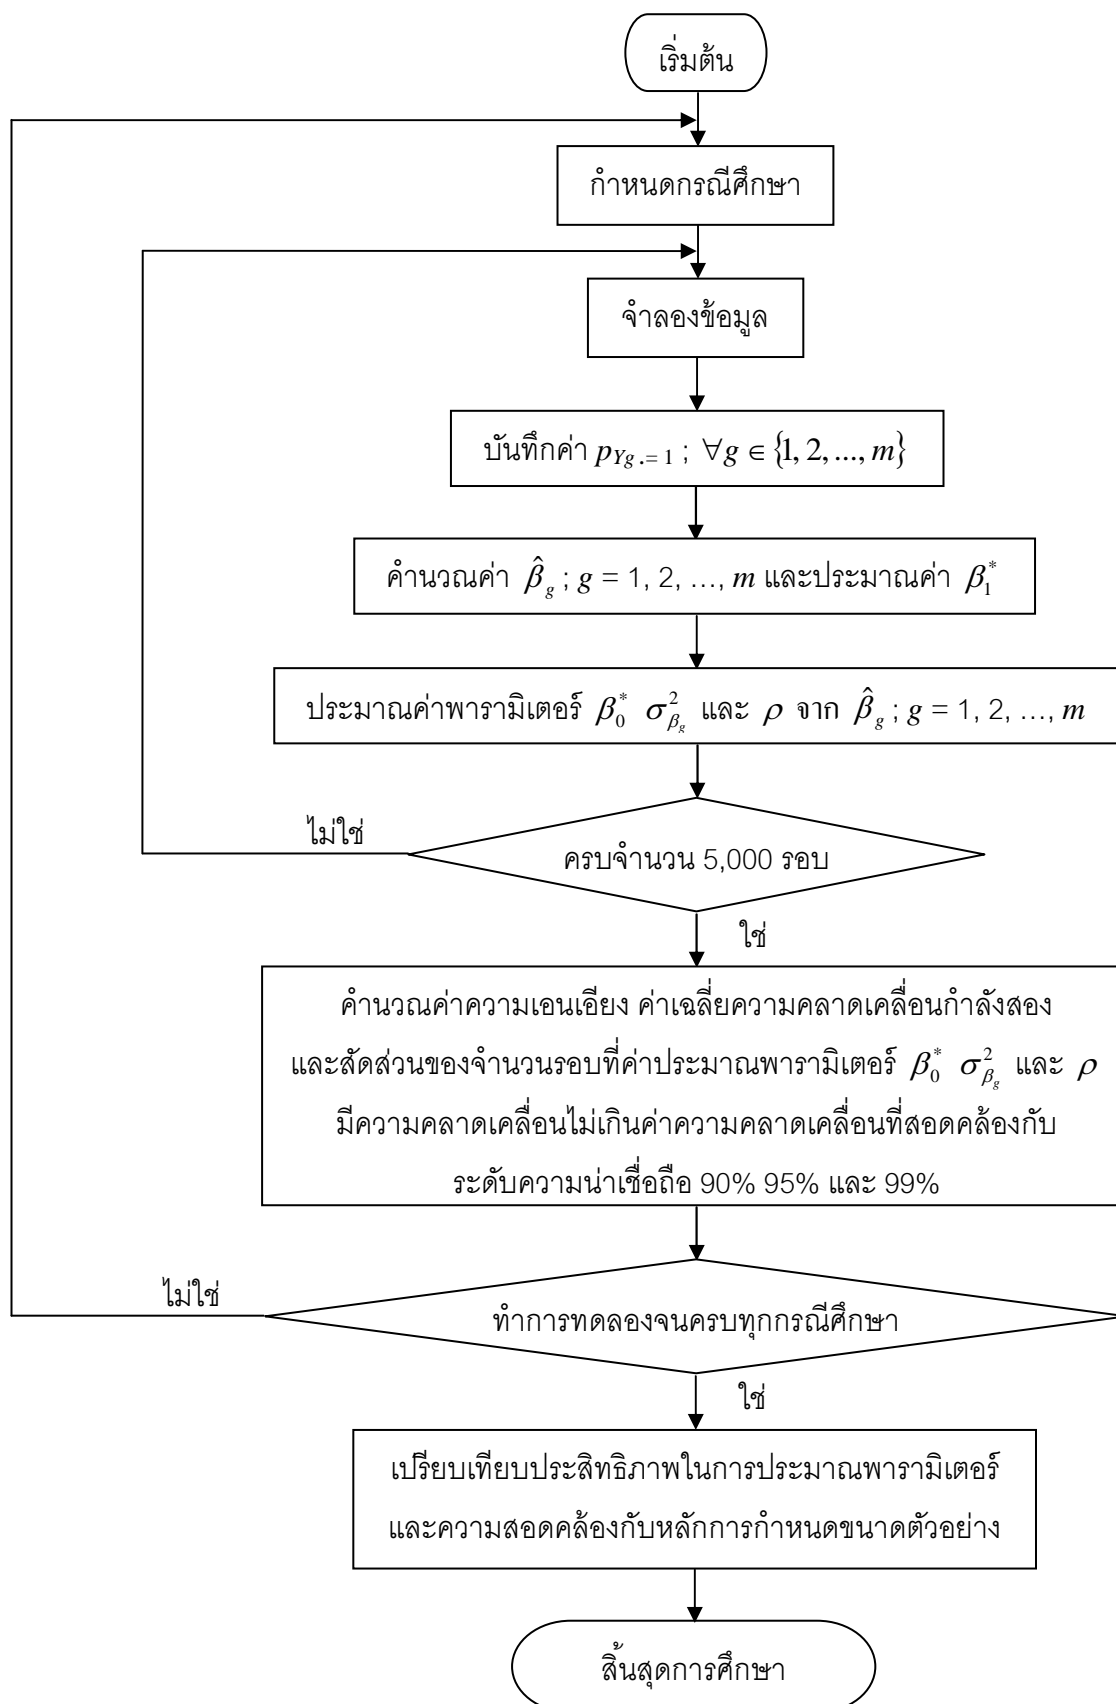 เริ่มต้น
กำหนดกรณีศึกษา
จำลองข้อมูล
บันทึกค่า $p_{Yg.=1}$ ; $\forall g \in \{1, 2, ..., m\}$
คำนวณค่า $\hat{\beta}_g$ ; $g$ = 1, 2, ..., $m$ และประมาณค่า $\beta_1^*$
ประมาณค่าพารามิเตอร์ $\beta_0^*$ $\sigma_{\beta_g}^2$ และ $\rho$ จาก $\hat{\beta}_g$ ; $g$ = 1, 2, ..., $m$
ไม่ใช่
ครบจำนวน 5,000 รอบ
ใช่
คำนวณค่าความเอนเอียง ค่าเฉลี่ยความคลาดเคลื่อนกำลังสอง
และสัดส่วนของจำนวนรอบที่ค่าประมาณพารามิเตอร์ $\beta_0^*$ $\sigma_{\beta_g}^2$ และ $\rho$
มีความคลาดเคลื่อนไม่เกินค่าความคลาดเคลื่อนที่สอดคล้องกับ
ระดับความน่าเชื่อถือ 90% 95% และ 99%
ไม่ใช่
ทำการทดลองจนครบทุกกรณีศึกษา
ใช่
เปรียบเทียบประสิทธิภาพในการประมาณพารามิเตอร์
และความสอดคล้องกับหลักการกำหนดขนาดตัวอย่าง
สิ้นสุดการศึกษา